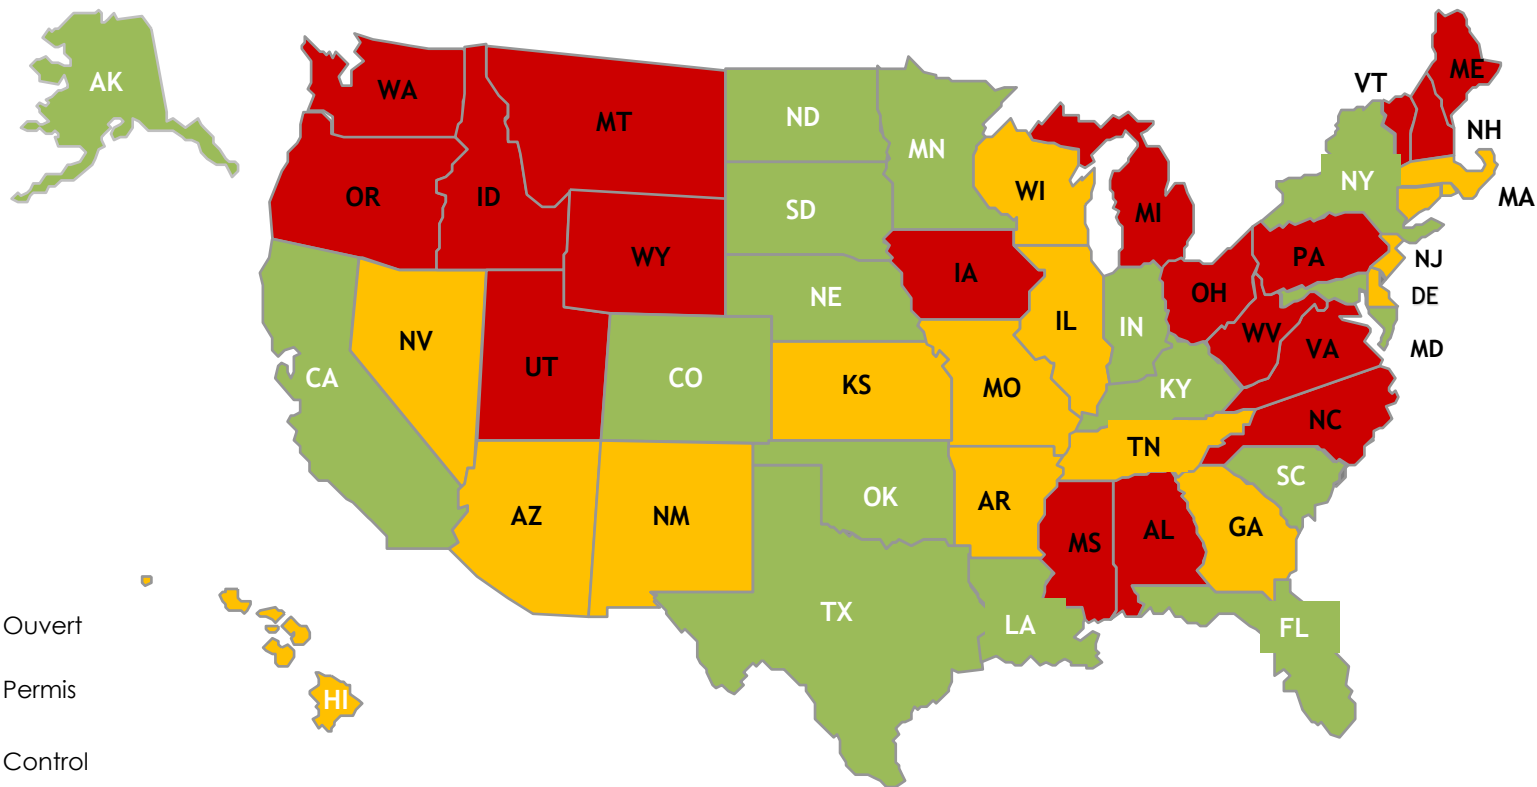 AK
WA
MT
ND
MN
VT
ME
NH
OR
ID
SD
WI
MI
NY
MA
WY
IA
PA
NJ
NE
OH
DE
NV
UT
CO
IL
IN
WV
VA
MD
CA
KS
MO
KY
NC
TN
SC
AZ
NM
OK
AR
MS
AL
GA
TX
LA
FL
Ouvert
Permis
HI
Control